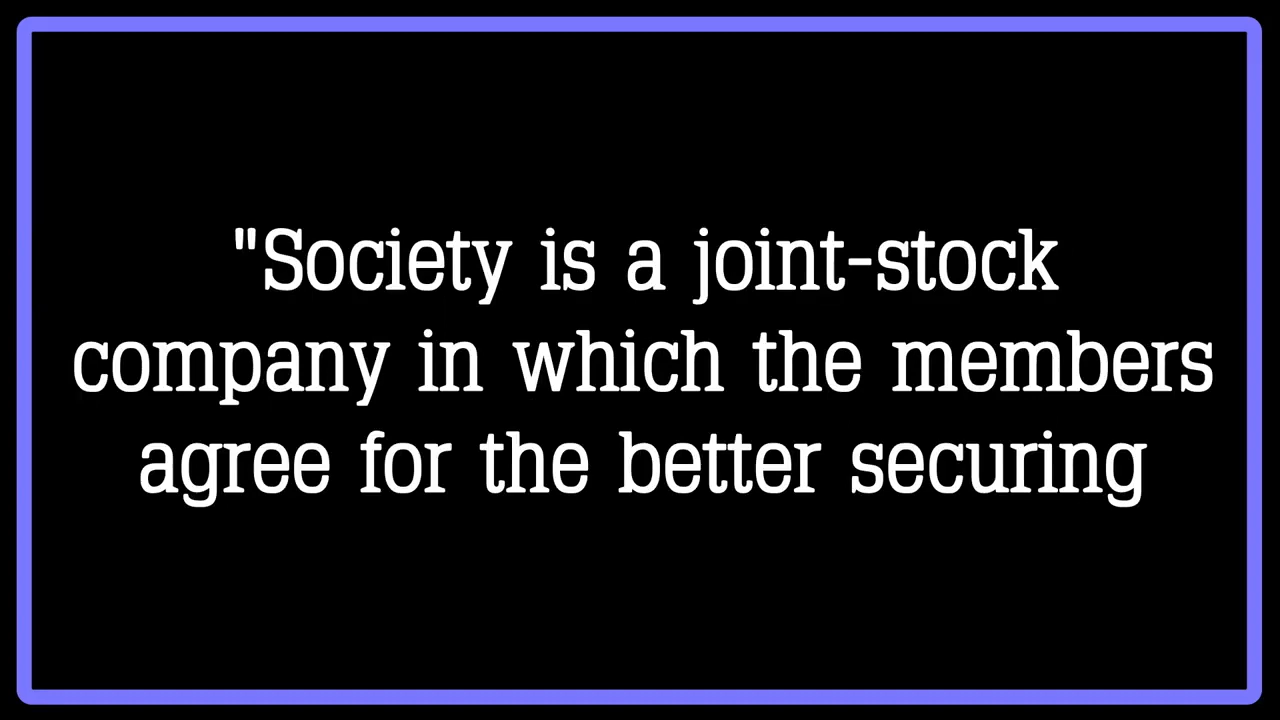 "Society is a joint-stock
company in which the members
agree for the better securing